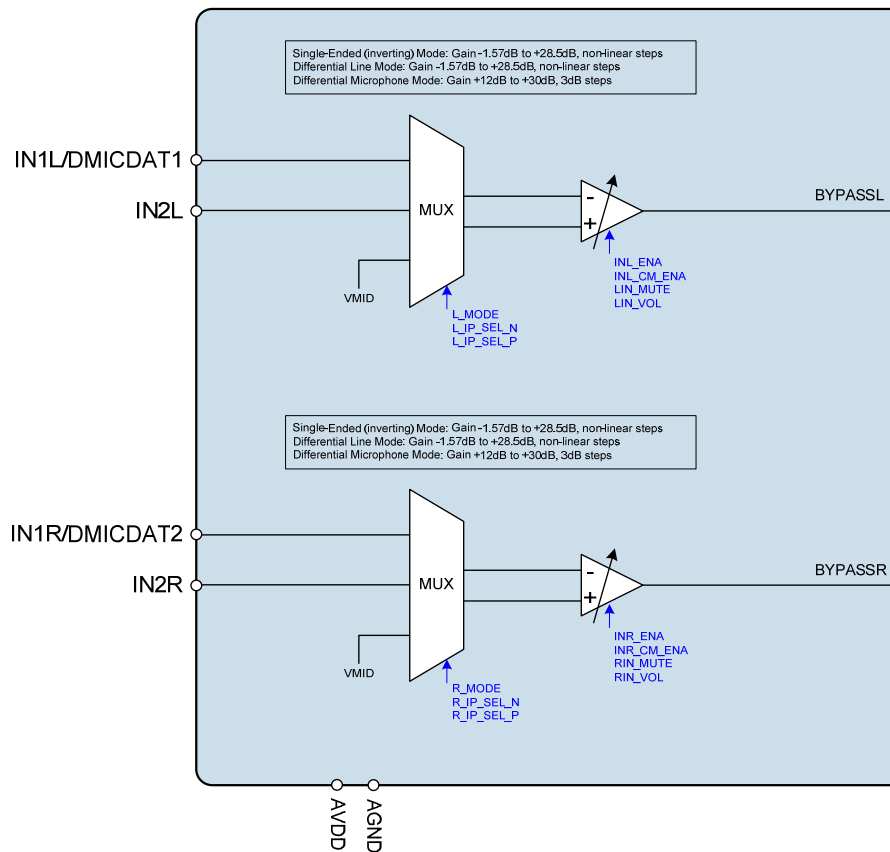 Single-Ended (inverting) Mode: Gain -1.57dB to +28.5dB, non-linear steps
Differential Line Mode: Gain -1.57dB to +28.5dB, non-linear steps
Differential Microphone Mode: Gain +12dB to +30dB, 3dB steps
IN1L/DMICDAT1
IN2L
MUX
-
+
BYPASSL
VMID
INL_ENA
INL_CM_ENA
LIN_MUTE
LIN_VOL
L_MODE
L_IP_SEL_N
L_IP_SEL_P
Single-Ended (inverting) Mode: Gain -1.57dB to +28.5dB, non-linear steps
Differential Line Mode: Gain -1.57dB to +28.5dB, non-linear steps
Differential Microphone Mode: Gain +12dB to +30dB, 3dB steps
IN1R/DMICDAT2
IN2R
MUX
-
+
BYPASSR
VMID
INR_ENA
INR_CM_ENA
RIN_MUTE
RIN_VOL
R_MODE
R_IP_SEL_N
R_IP_SEL_P
AVDD
AGND